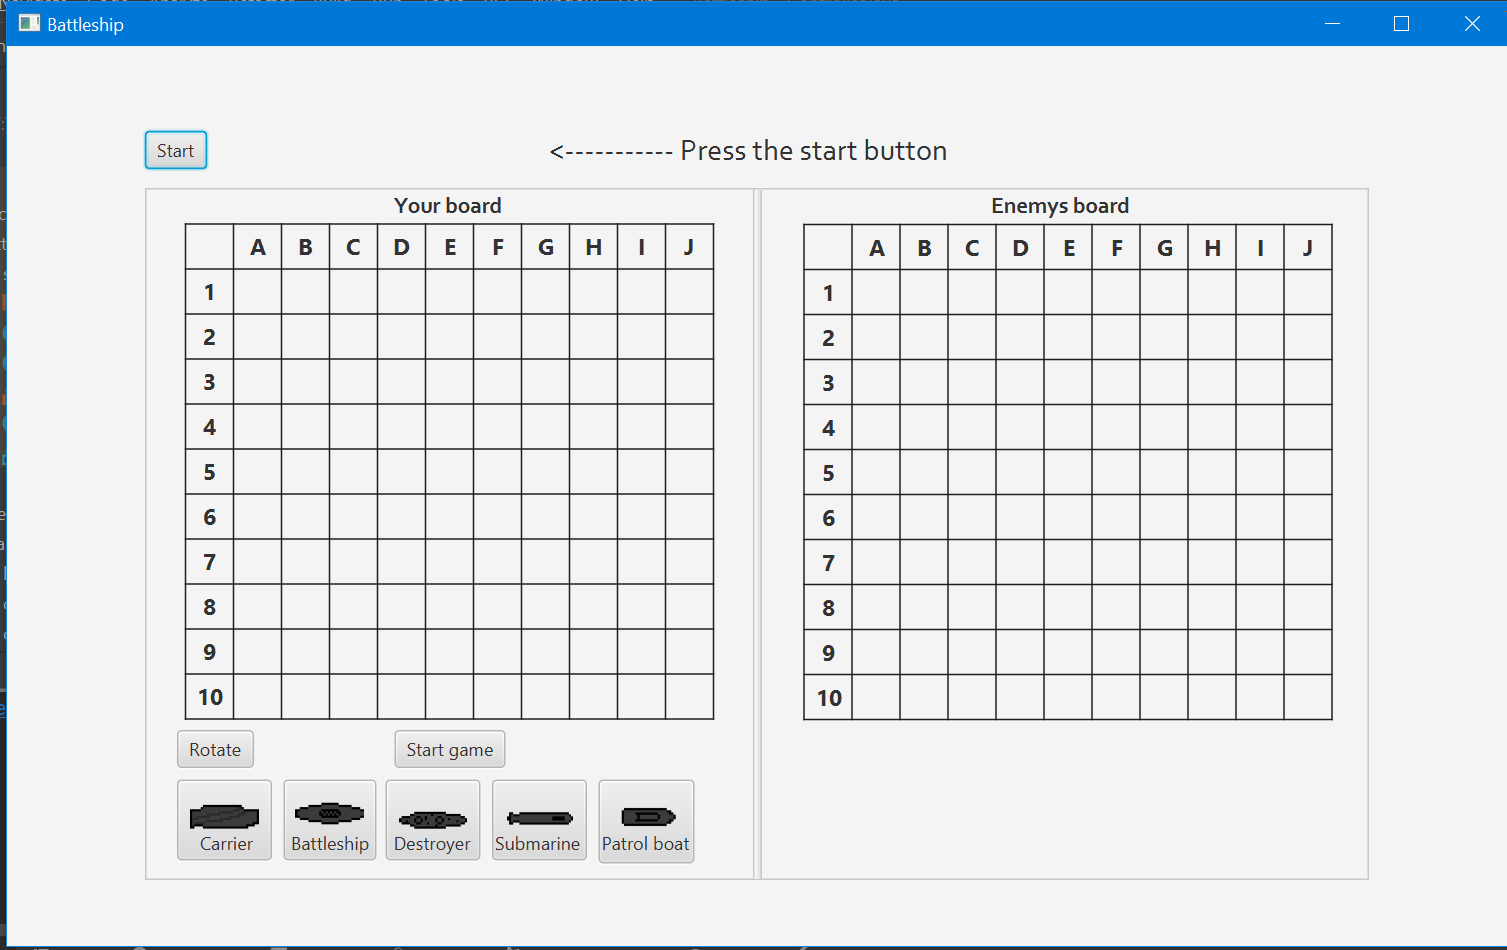 Battleship
Start
<----------- Press the start button
Your board
A B C D E F G H I J
1
2
3
4
5
6
7
8
9
10
Rotate
Start game
Carrier
Battleship
Destroyer
Submarine
Patrol boat
Enemys board
A B C D E F G H I J
1
2
3
4
5
6
7
8
9
10